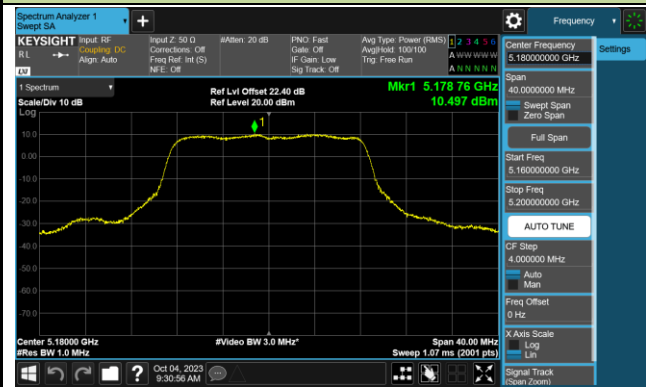 Spectrum Analyzer 1
Swept SA
+
Frequency
KEYSIGHT
RL
LXI
Input: RF
Coupling: DC
Align: Auto
Input Z: 50 Ω
Corrections: Off
Freq Ref: Int (S)
NFE: Off
#Atten: 20 dB
PNO: Fast
Gate: Off
IF Gain: Low
Sig Track: Off
Avg Type: Power (RMS)
Avg|Hold: 100/100
Trig: Free Run
1 2 3 4 5 6
A W W W W W
A N N N N N
1 Spectrum
Scale/Div 10 dB
Log
Ref Lvl Offset 22.40 dB
Ref Level 20.00 dBm
Mkr1 5.178 76 GHz
10.497 dBm
1
10.0
0.00
-10.0
-20.0
-30.0
-40.0
-50.0
-60.0
-70.0
Center 5.18000 GHz
#Res BW 1.0 MHz
#Video BW 3.0 MHz*
Span 40.00 MHz
Sweep 1.07 ms (2001 pts)
Center Frequency
5.180000000 GHz
Settings
Span
40.0000000 MHz
Swept Span
Zero Span
Full Span
Start Freq
5.160000000 GHz
Stop Freq
5.200000000 GHz
AUTO TUNE
CF Step
4.000000 MHz
Auto
Man
Freq Offset
0 Hz
X Axis Scale
Log
Lin
Signal Track
(Span Zoom)
?
Oct 04, 2023
9:30:56 AM